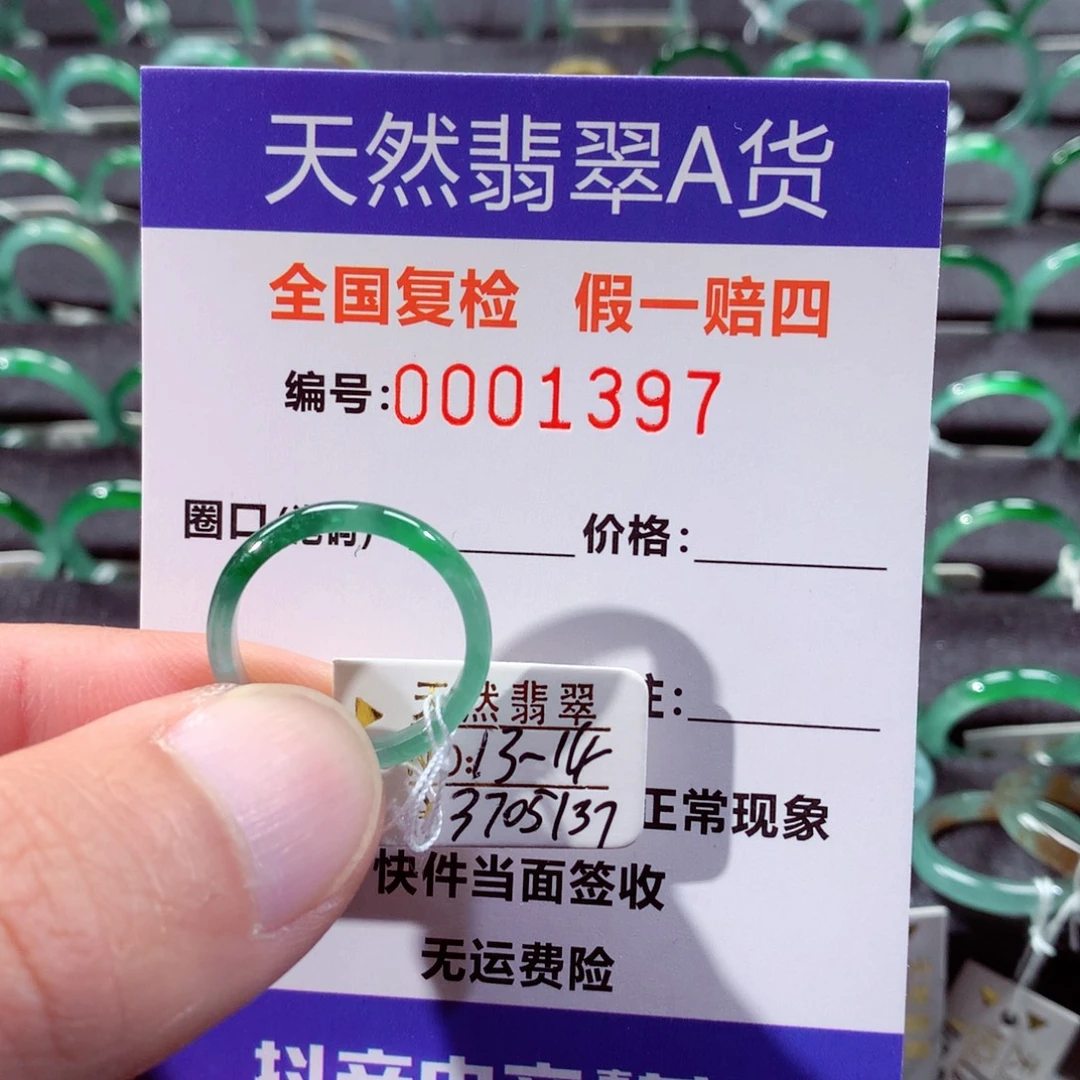 天然翡翠A货
全国复检 假一赔四
编号:0001397
圈口 价格:
注:
天然翡翠
NO:13-14
¥3705137
正常现象
快件当面签收
无运费险